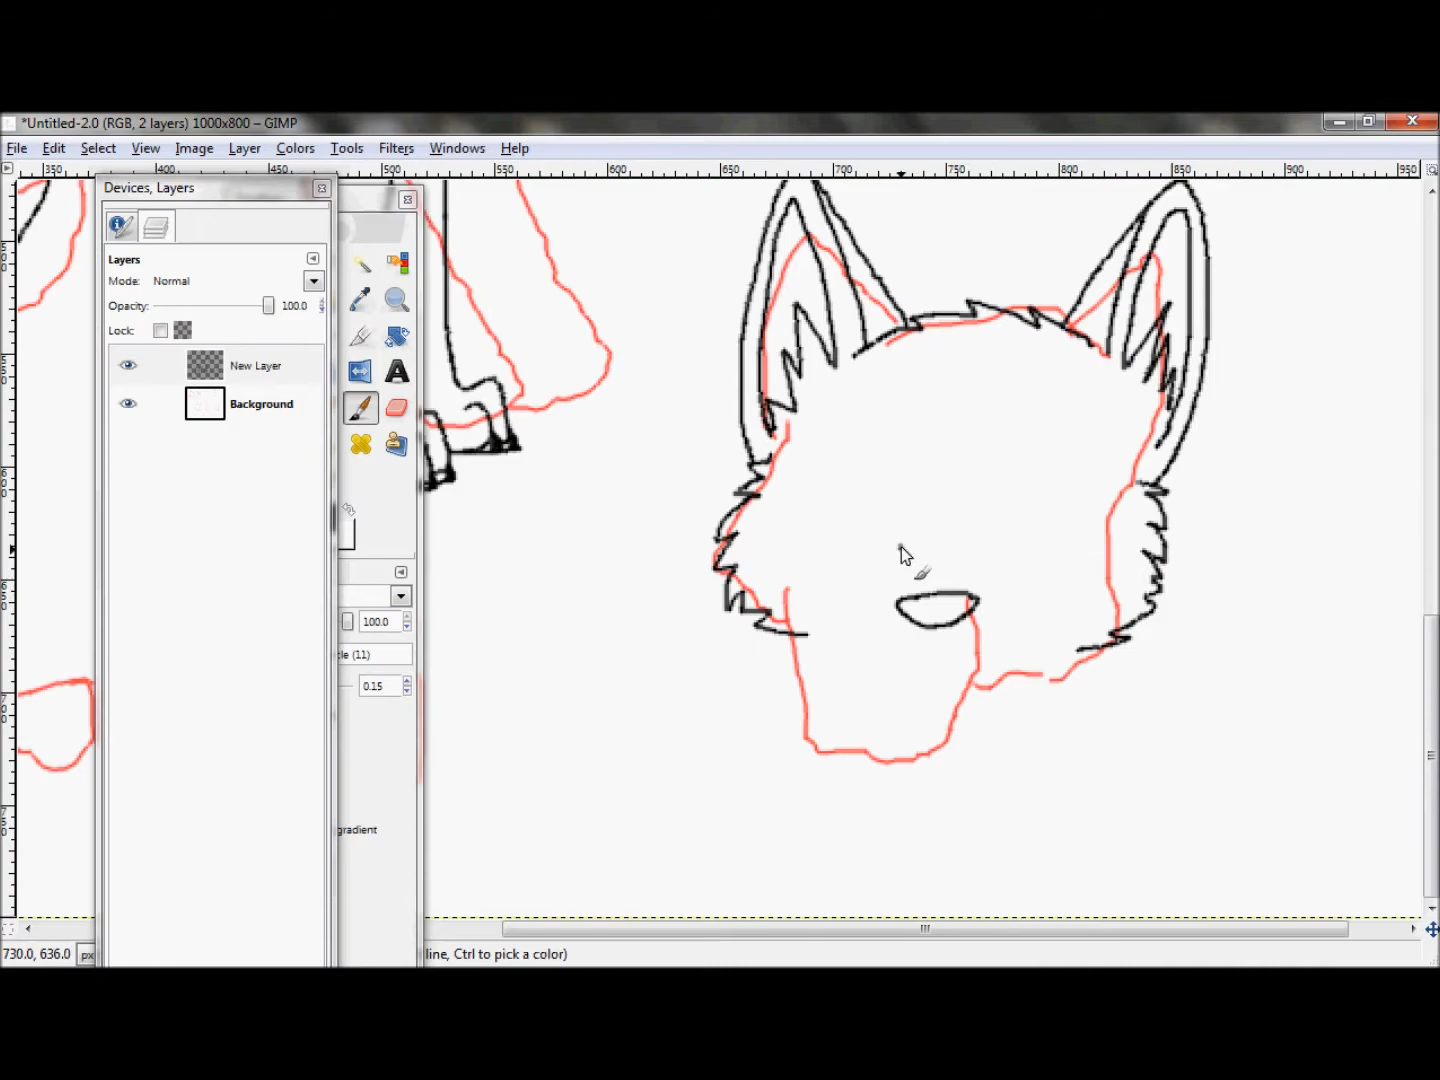 *Untitled-2.0 (RGB, 2 layers) 1000x800 – GIMP
File Edit Select View Image Layer Colors Tools Filters Windows Help
350 400 450 500 550 600 650 700 750 800 850 900 950
Devices, Layers
Layers
Mode: Normal
Opacity: 100.0
Lock:
New Layer
Background
100.0
cle (11)
0.15
gradient
730.0, 636.0 px
line, Ctrl to pick a color)